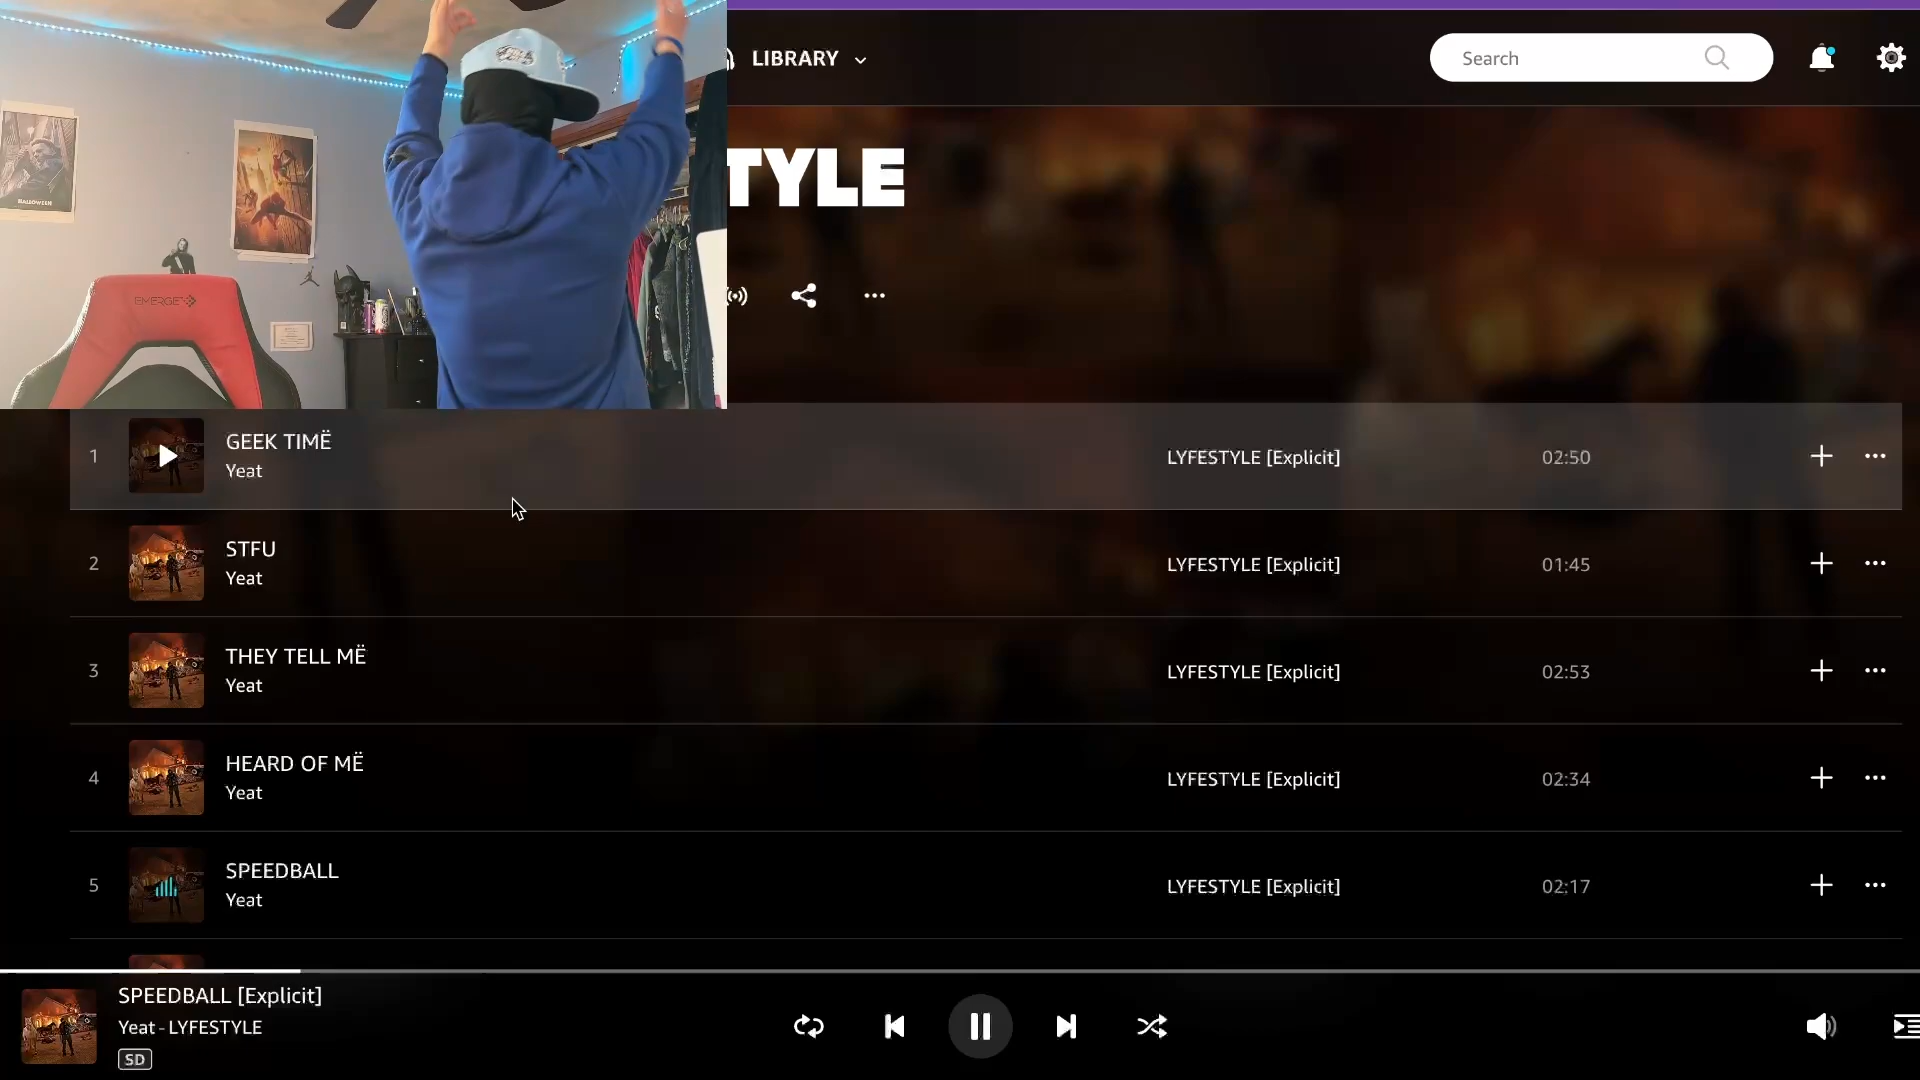 LIBRARY
Search
TYLE
HALLOWEEN
EMERGE
1
GEEK TIMË
Yeat
LYFESTYLE [Explicit]
02:50
2
STFU
Yeat
LYFESTYLE [Explicit]
01:45
3
THEY TELL MË
Yeat
LYFESTYLE [Explicit]
02:53
4
HEARD OF MË
Yeat
LYFESTYLE [Explicit]
02:34
5
SPEEDBALL
Yeat
LYFESTYLE [Explicit]
02:17
SPEEDBALL [Explicit]
Yeat - LYFESTYLE
SD